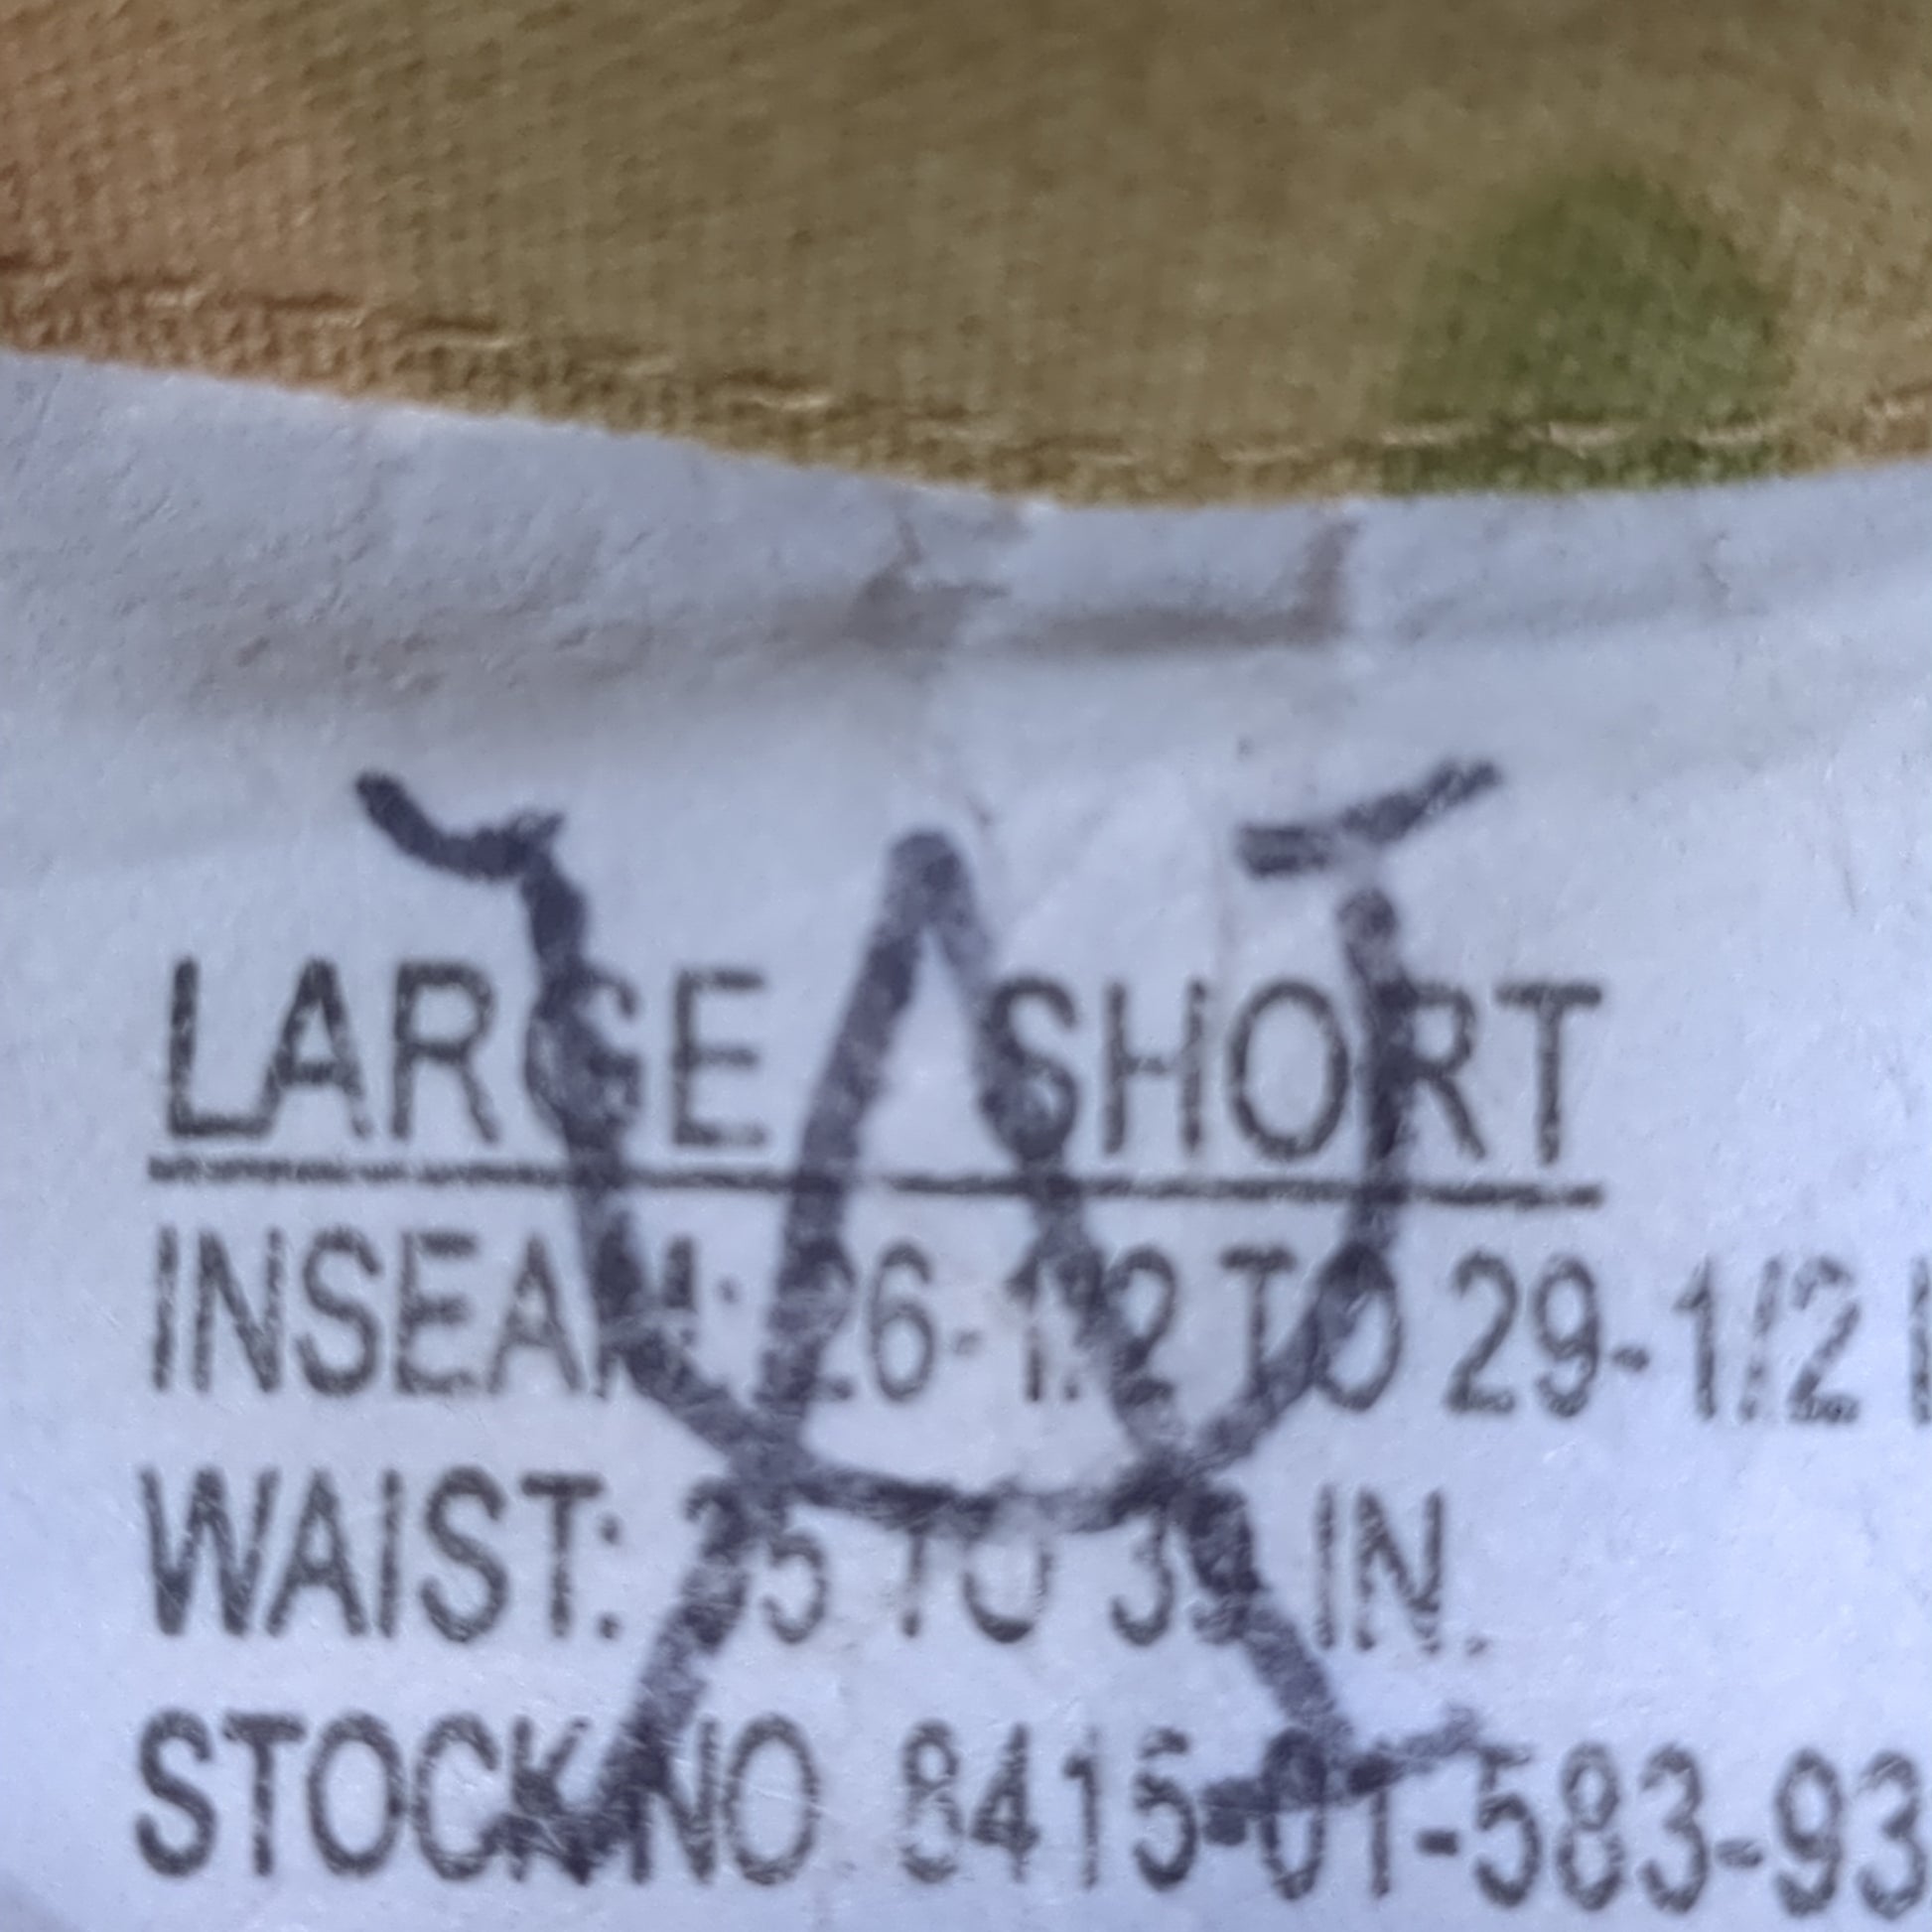 LARGE SHORT
INSEAM: 26-1/2 TO 29-1/2
WAIST: 35 TO 39 IN.
STOCK NO 8415-01-583-93